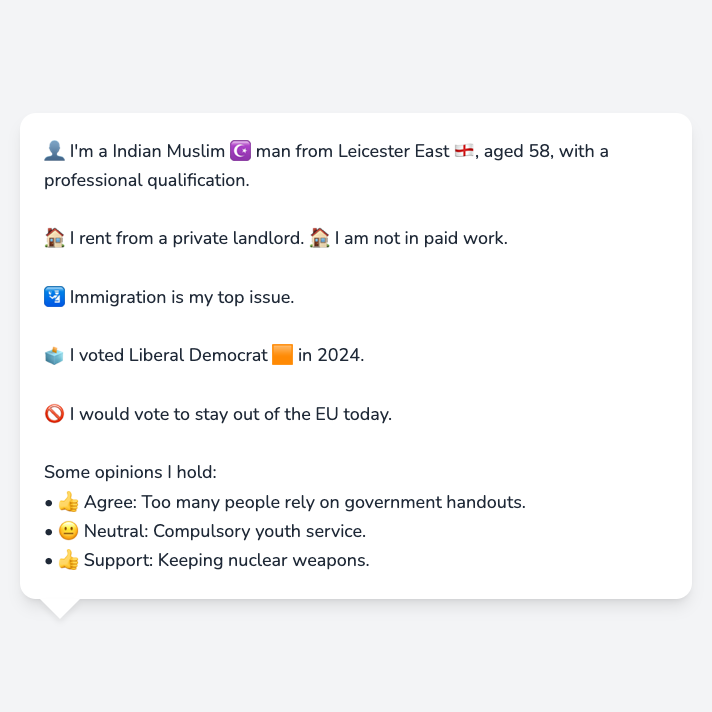 👤 I'm a Indian Muslim ☪️ man from Leicester East 🏴󠁧󠁢󠁥󠁮󠁧󠁿, aged 58, with a
professional qualification.
🏠 I rent from a private landlord. 🏠 I am not in paid work.
🛂 Immigration is my top issue.
🗳️ I voted Liberal Democrat 🟧 in 2024.
🚫 I would vote to stay out of the EU today.
Some opinions I hold:
• 👍 Agree: Too many people rely on government handouts.
• 😐 Neutral: Compulsory youth service.
• 👍 Support: Keeping nuclear weapons.